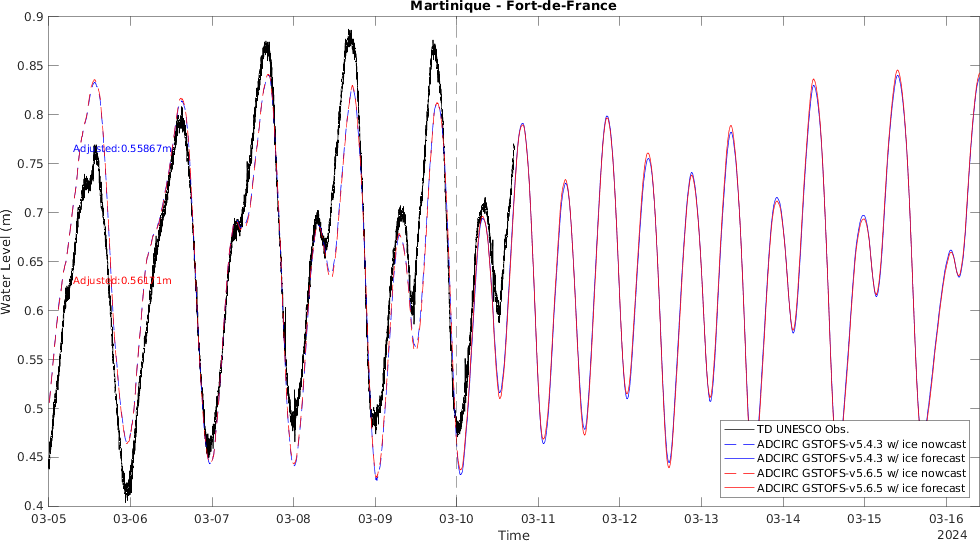 Martinique - Fort-de-France
Water Level (m)
0.9
0.85
0.8
0.75
0.7
0.65
0.6
0.55
0.5
0.45
0.4
Adjusted:0.55867m
Adjusted:0.56111m
TD UNESCO Obs.
ADCIRC GSTOFS-v5.4.3 w/ ice nowcast
ADCIRC GSTOFS-v5.4.3 w/ ice forecast
ADCIRC GSTOFS-v5.6.5 w/ ice nowcast
ADCIRC GSTOFS-v5.6.5 w/ ice forecast
03-05 03-06 03-07 03-08 03-09 03-10 03-11 03-12 03-13 03-14 03-15 03-16
Time
2024